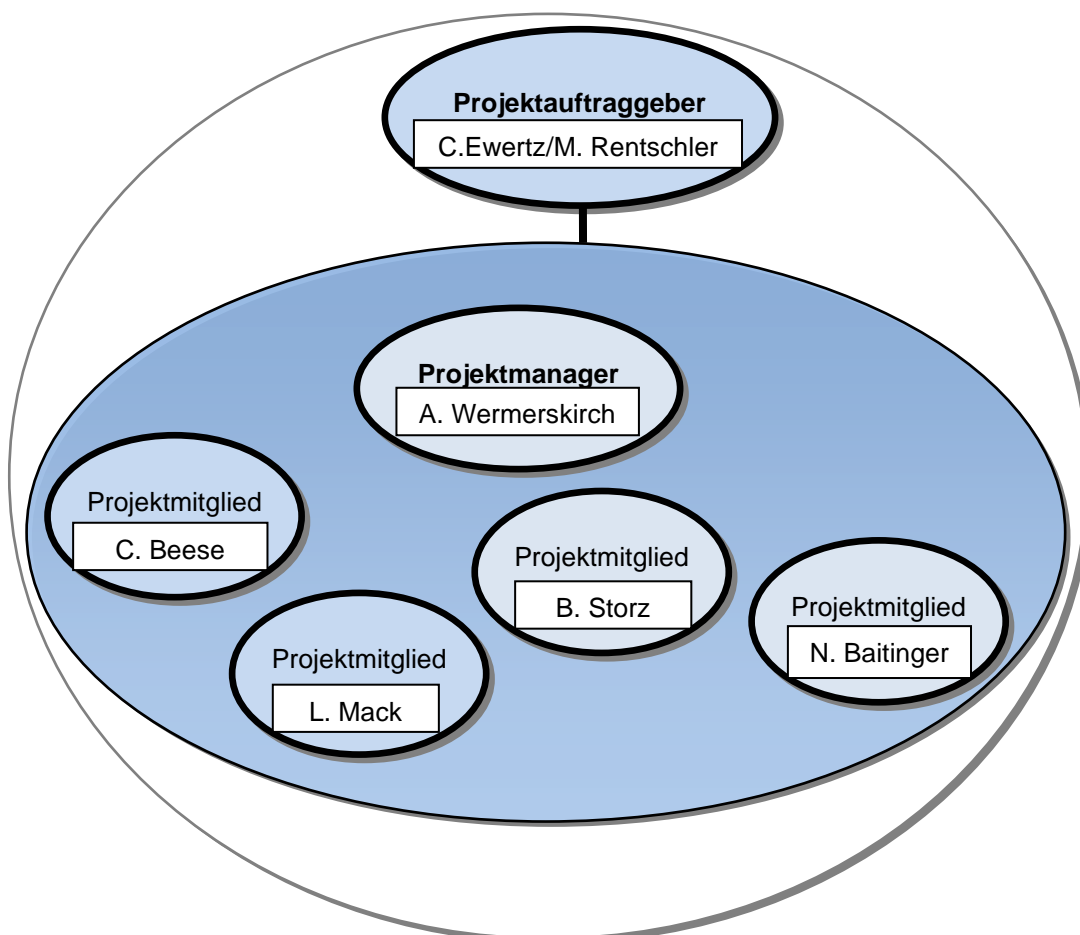 Projektauftraggeber
C.Ewertz/M. Rentschler
Projektmanager
A. Wermerskirch
Projektmitglied
C. Beese
Projektmitglied
B. Storz
Projektmitglied
N. Baitinger
Projektmitglied
L. Mack